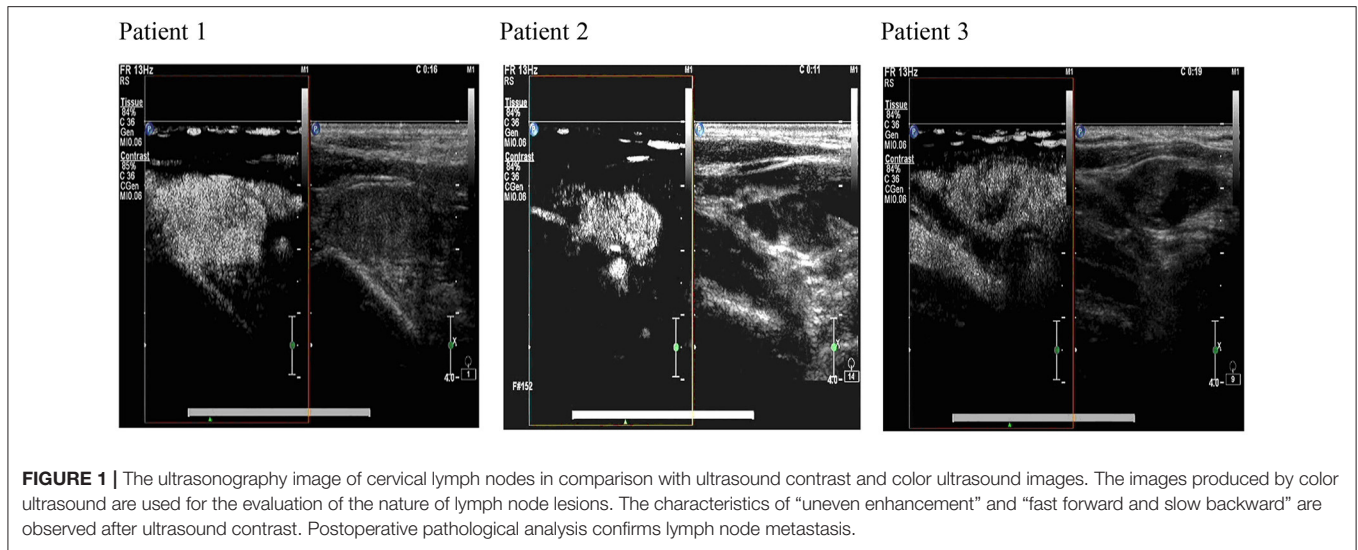 Patient 1
Patient 2
Patient 3
FR 13Hz
RS
M1
C 0:16
M1
Tissue
84%
C 36
Gen
MI0.06
Contrast
85%
C 36
CGen
MI0.06
X
1
4.0
FR 13Hz
RS
M1
C 0:11
M1
Tissue
84%
C 36
Gen
MI0.06
Contrast
84%
C 36
CGen
MI0.06
X
14
4.0
F#152
FR 13Hz
RS
M1
C 0:19
M1
Tissue
84%
C 36
Gen
MI0.06
Contrast
84%
C 36
CGen
MI0.06
X
9
4.0
FIGURE 1 | The ultrasonography image of cervical lymph nodes in comparison with ultrasound contrast and color ultrasound images. The images produced by color
ultrasound are used for the evaluation of the nature of lymph node lesions. The characteristics of “uneven enhancement” and “fast forward and slow backward” are
observed after ultrasound contrast. Postoperative pathological analysis confirms lymph node metastasis.